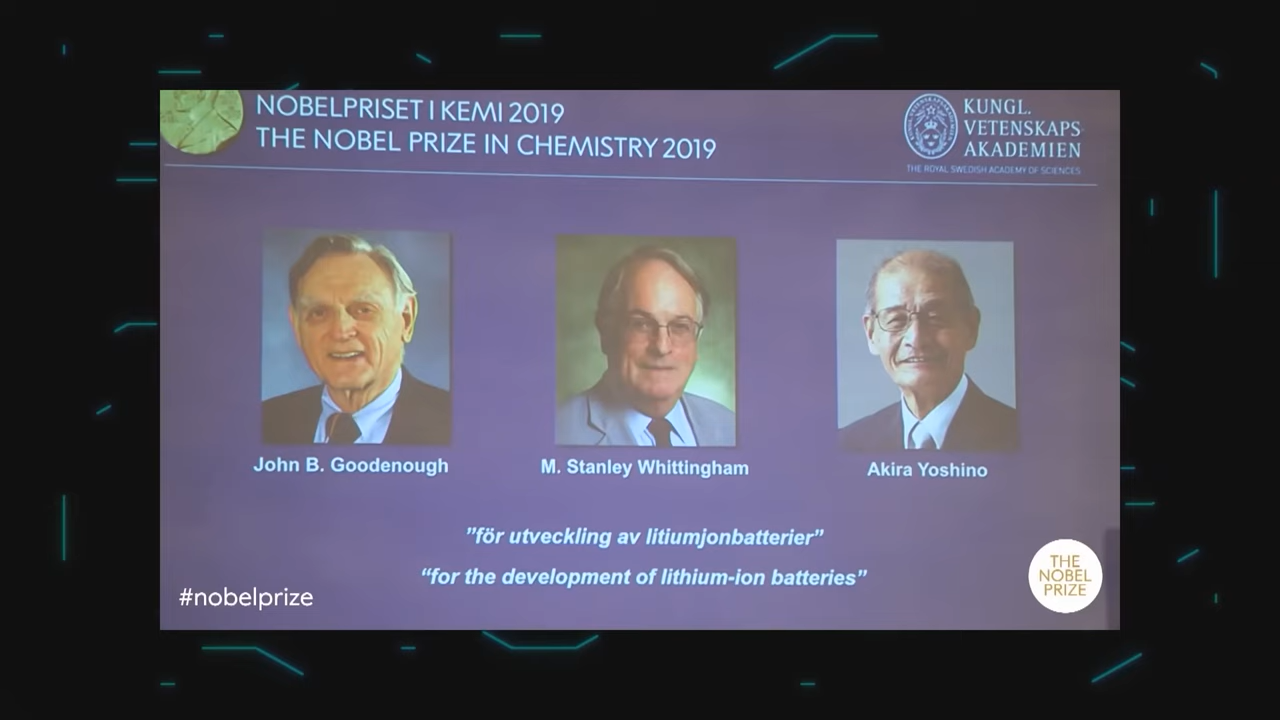 NOBELPRISET I KEMI 2019
THE NOBEL PRIZE IN CHEMISTRY 2019
KUNGL.
VETENSKAPS-
AKADEMIEN
THE ROYAL SWEDISH ACADEMY OF SCIENCES
John B. Goodenough
M. Stanley Whittingham
Akira Yoshino
”för utveckling av litiumjonbatterier”
“for the development of lithium-ion batteries”
#nobelprize
THE
NOBEL
PRIZE